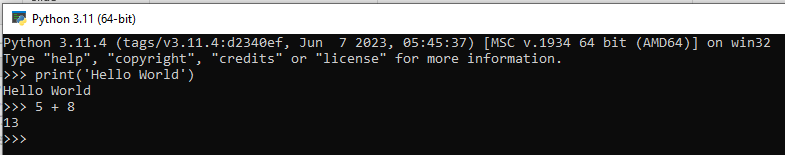 Python 3.11 (64-bit)
Python 3.11.4 (tags/v3.11.4:d2340ef, Jun  7 2023, 05:45:37) [MSC v.1934 64 bit (AMD64)] on win32
Type "help", "copyright", "credits" or "license" for more information.
>>> print('Hello World')
Hello World
>>> 5 + 8
13
>>>